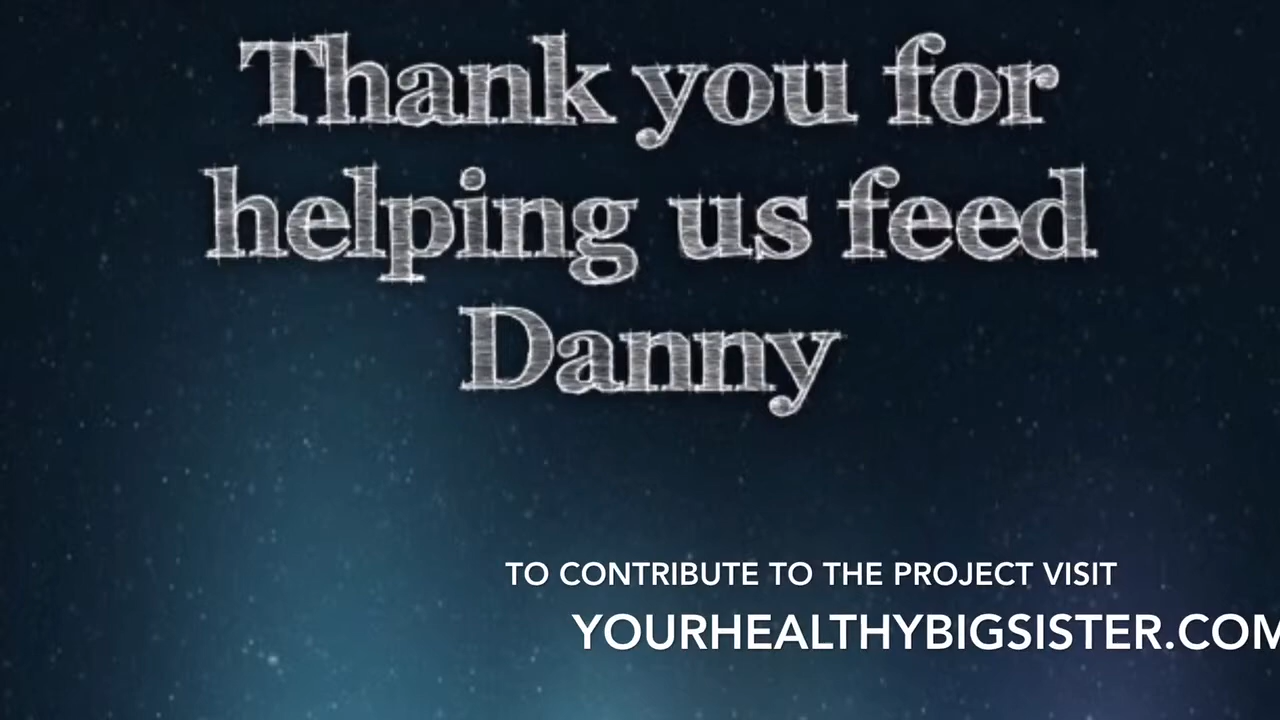 Thank you for
helping us feed
Danny
TO CONTRIBUTE TO THE PROJECT VISIT
YOURHEALTHYBIGSISTER.COM